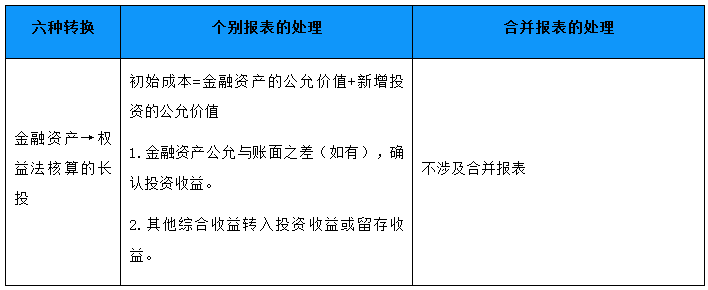 六种转换
个别报表的处理
合并报表的处理
金融资产→权
益法核算的长
投
初始成本=金融资产的公允价值+新增投
资的公允价值
1.金融资产公允与账面之差（如有），确
认投资收益。
2.其他综合收益转入投资收益或留存收
益。
不涉及合并报表